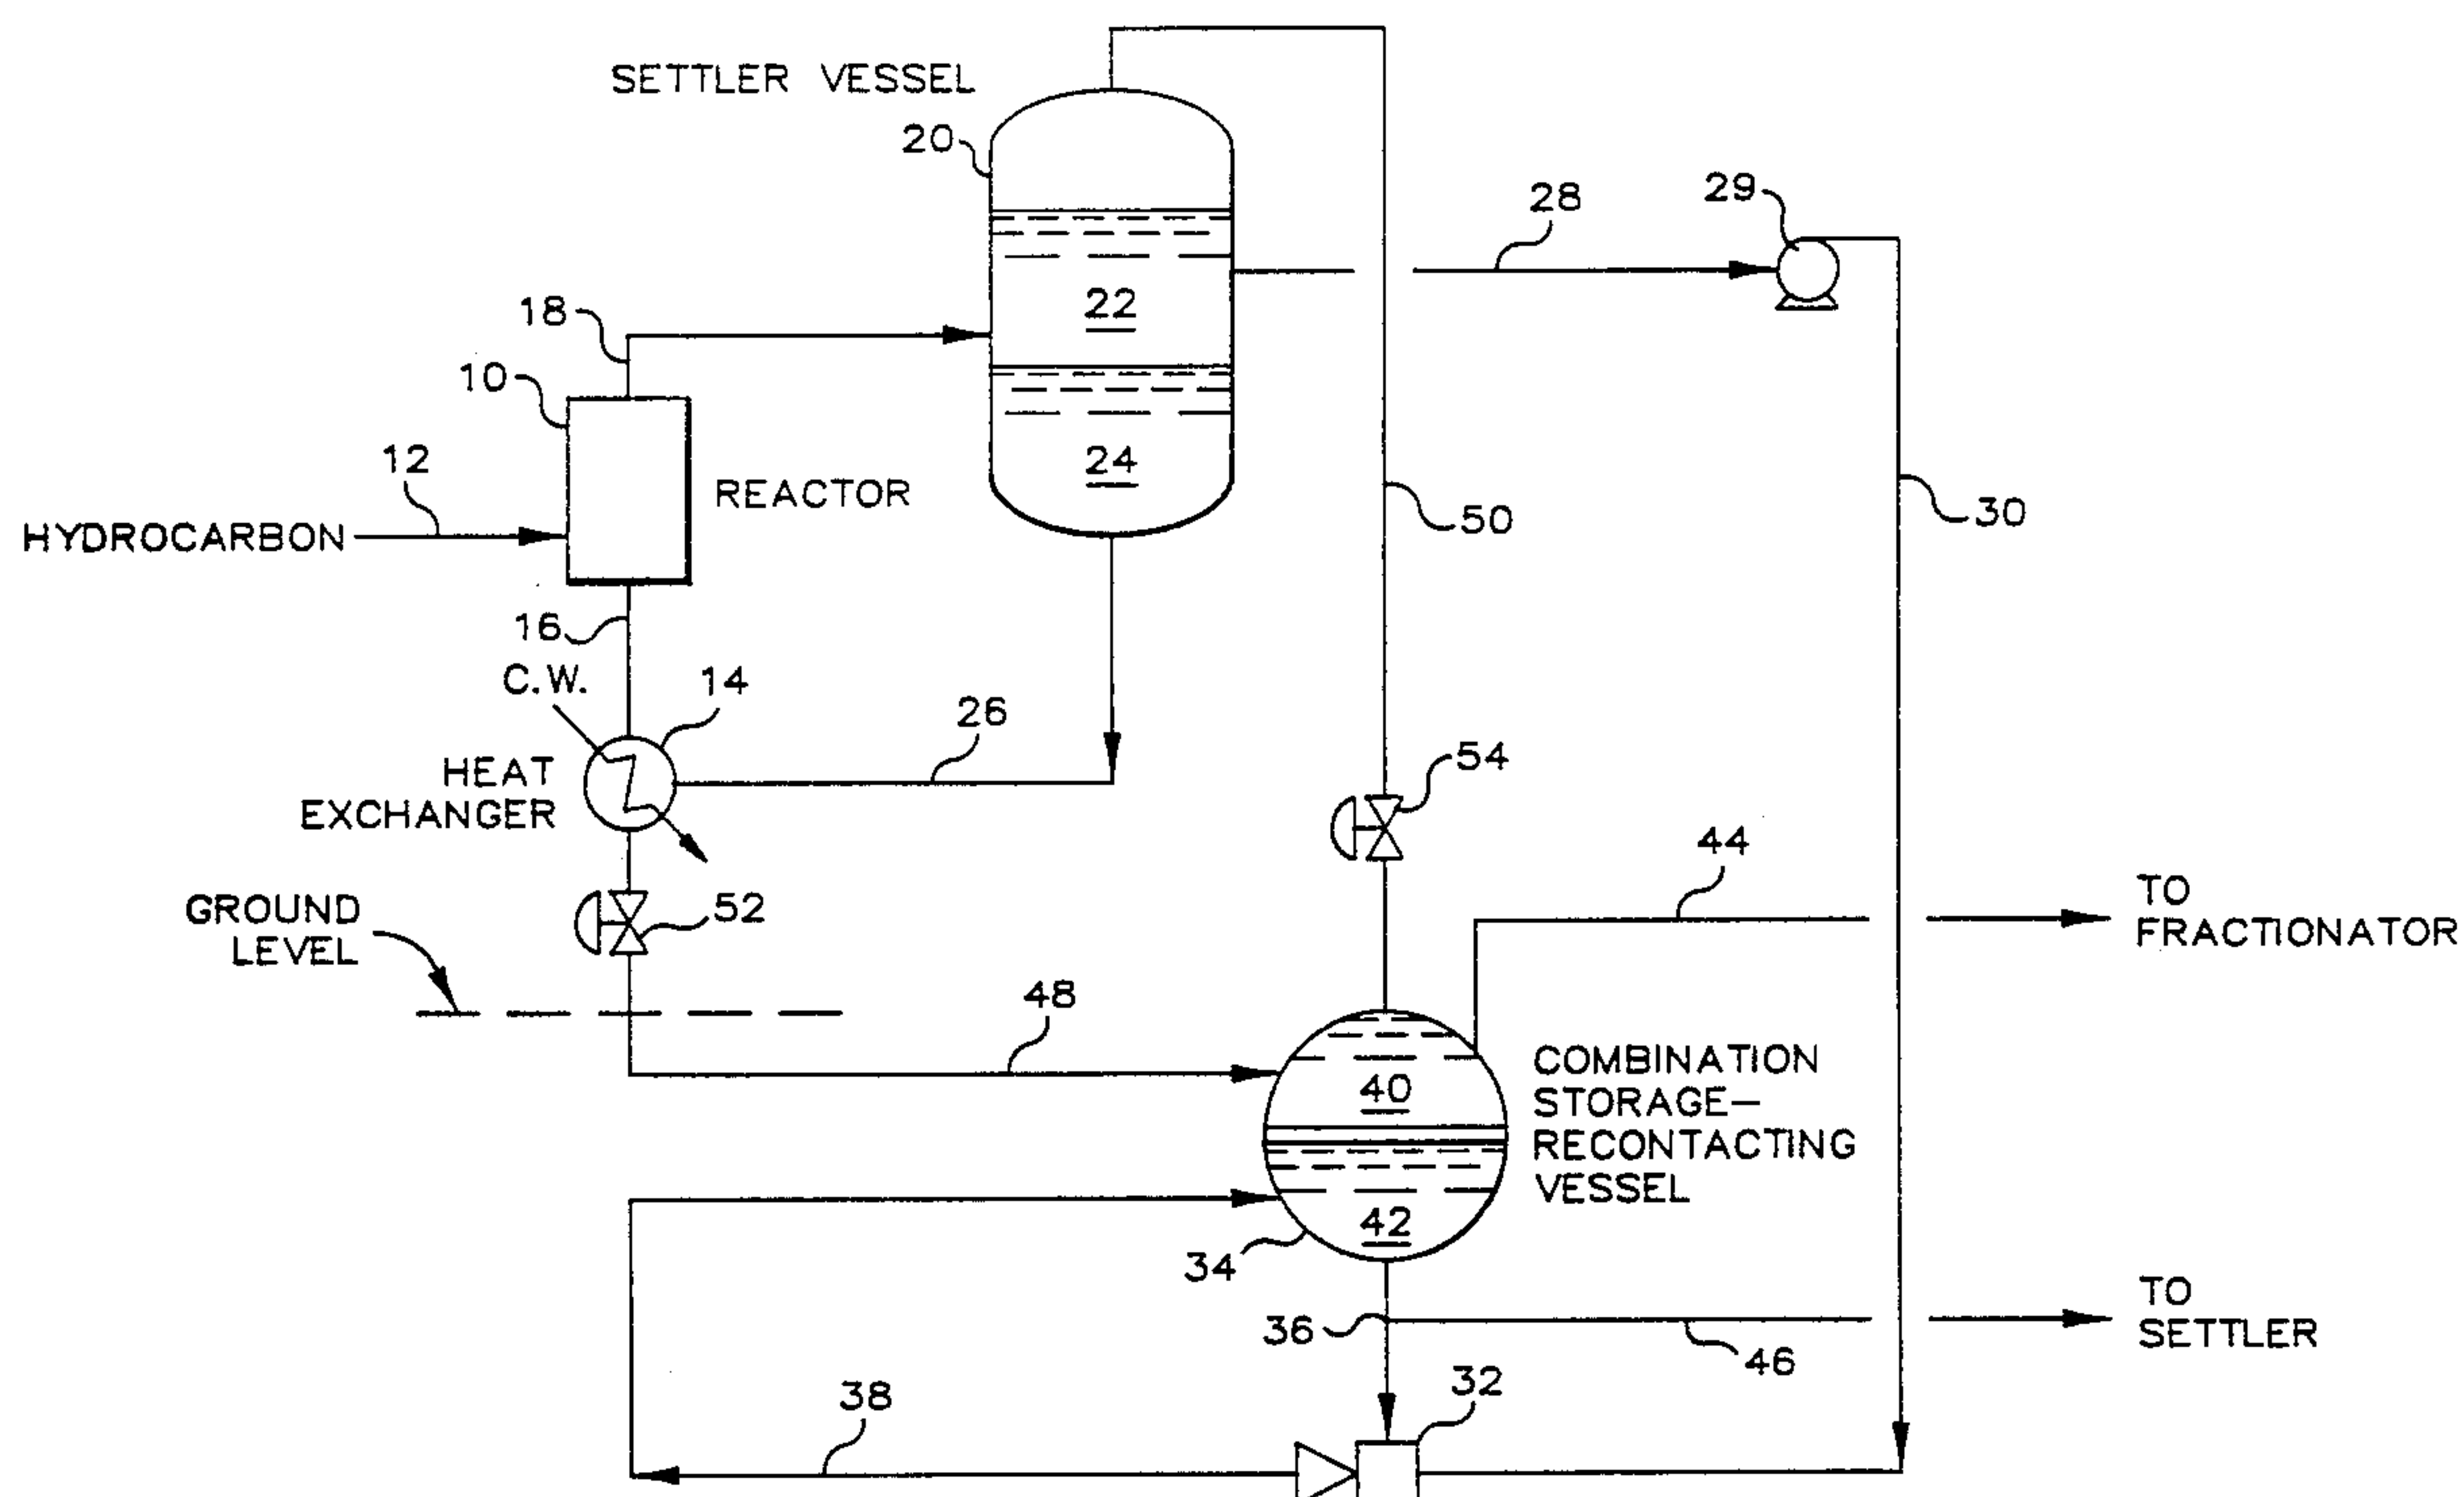 SETTLER VESSEL
20
28
29
18
22
10
12
24
REACTOR
HYDROCARBON
50
30
16
C.W.
14
26
HEAT
EXCHANGER
54
44
GROUND
LEVEL
52
TO
FRACTIONATOR
48
40
COMBINATION
STORAGE—
RECONTACTING
VESSEL
42
34
36
46
TO
SETTLER
38
32